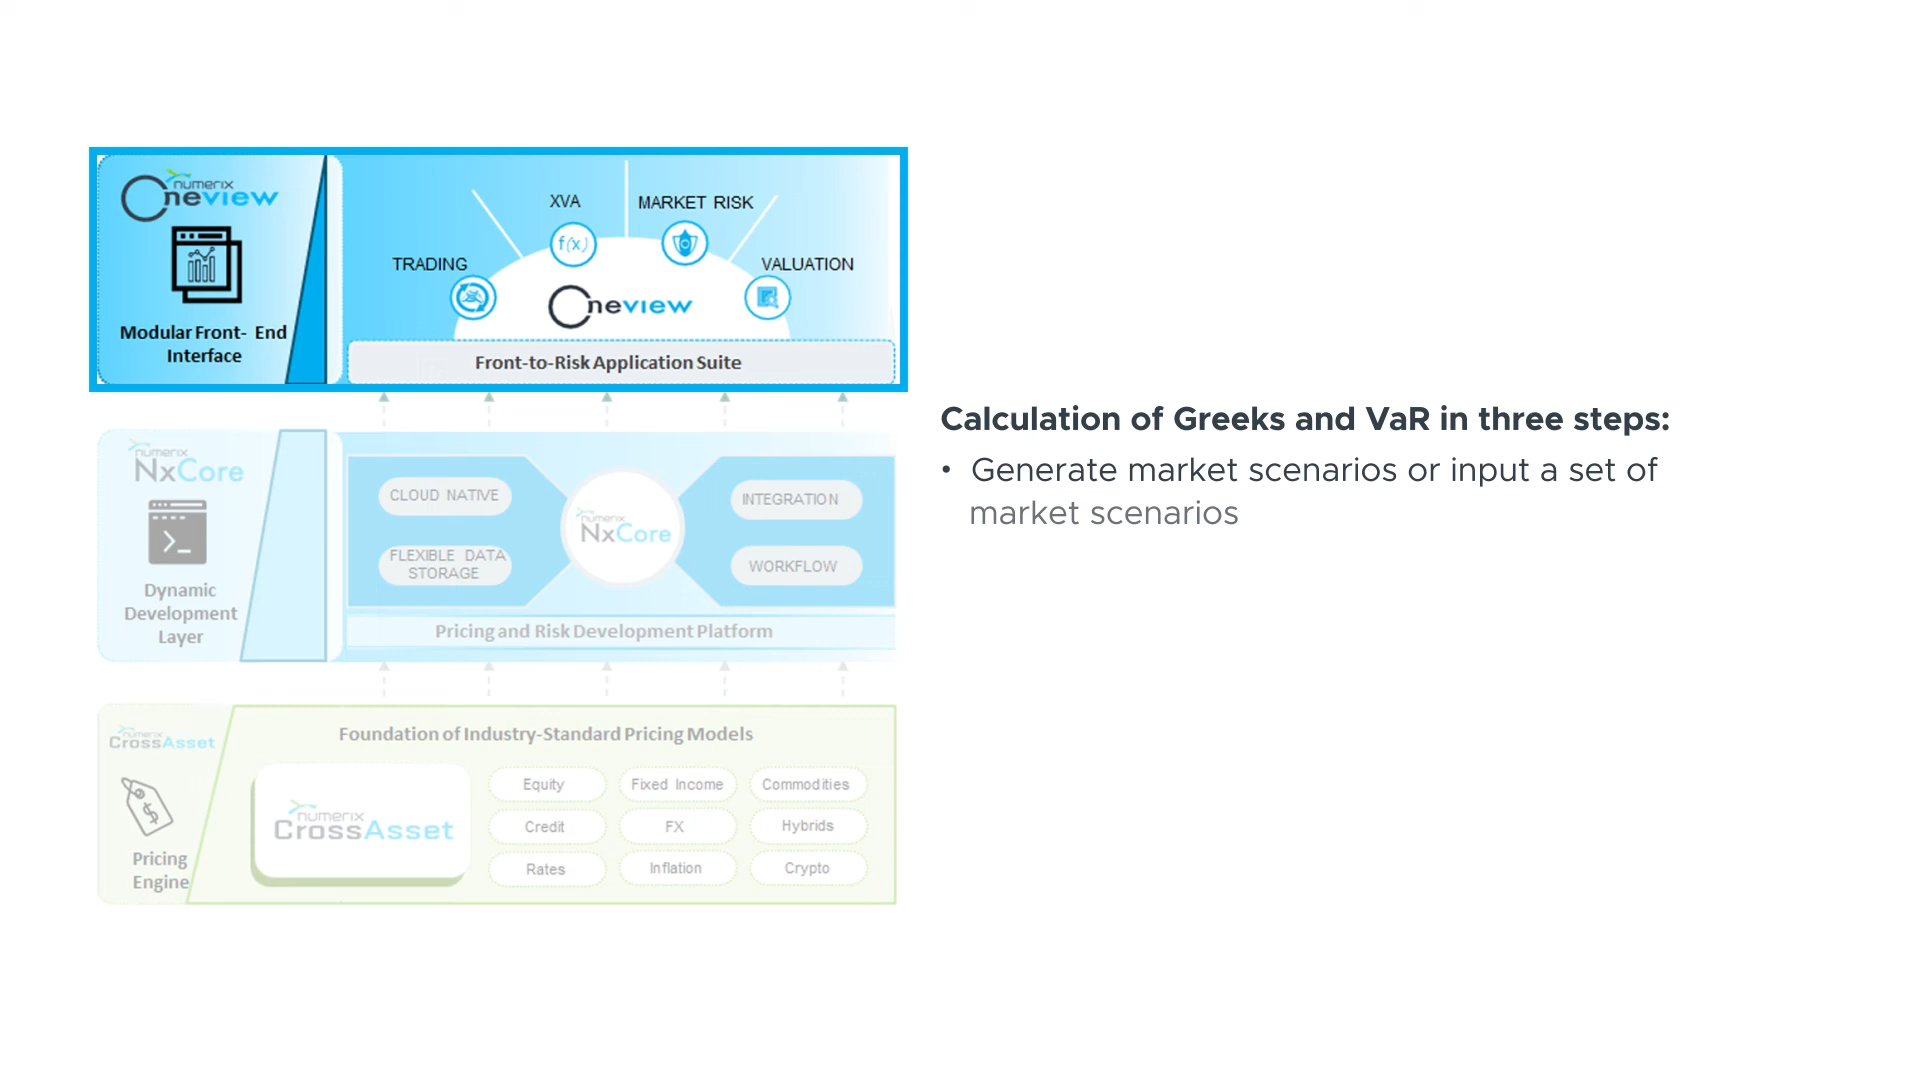 numerix
Oneview
Modular Front- End
Interface
TRADING
XVA
f(x)
MARKET RISK
VALUATION
Oneview
Front-to-Risk Application Suite
Calculation of Greeks and VaR in three steps:
• Generate market scenarios or input a set of
market scenarios
numerix
NxCore
Dynamic
Development
Layer
CLOUD NATIVE
FLEXIBLE DATA
STORAGE
numerix
NxCore
INTEGRATION
WORKFLOW
Pricing and Risk Development Platform
numerix
CrossAsset
Pricing
Engine
Foundation of Industry-Standard Pricing Models
numerix
CrossAsset
Equity
Fixed Income
Commodities
Credit
FX
Hybrids
Rates
Inflation
Crypto